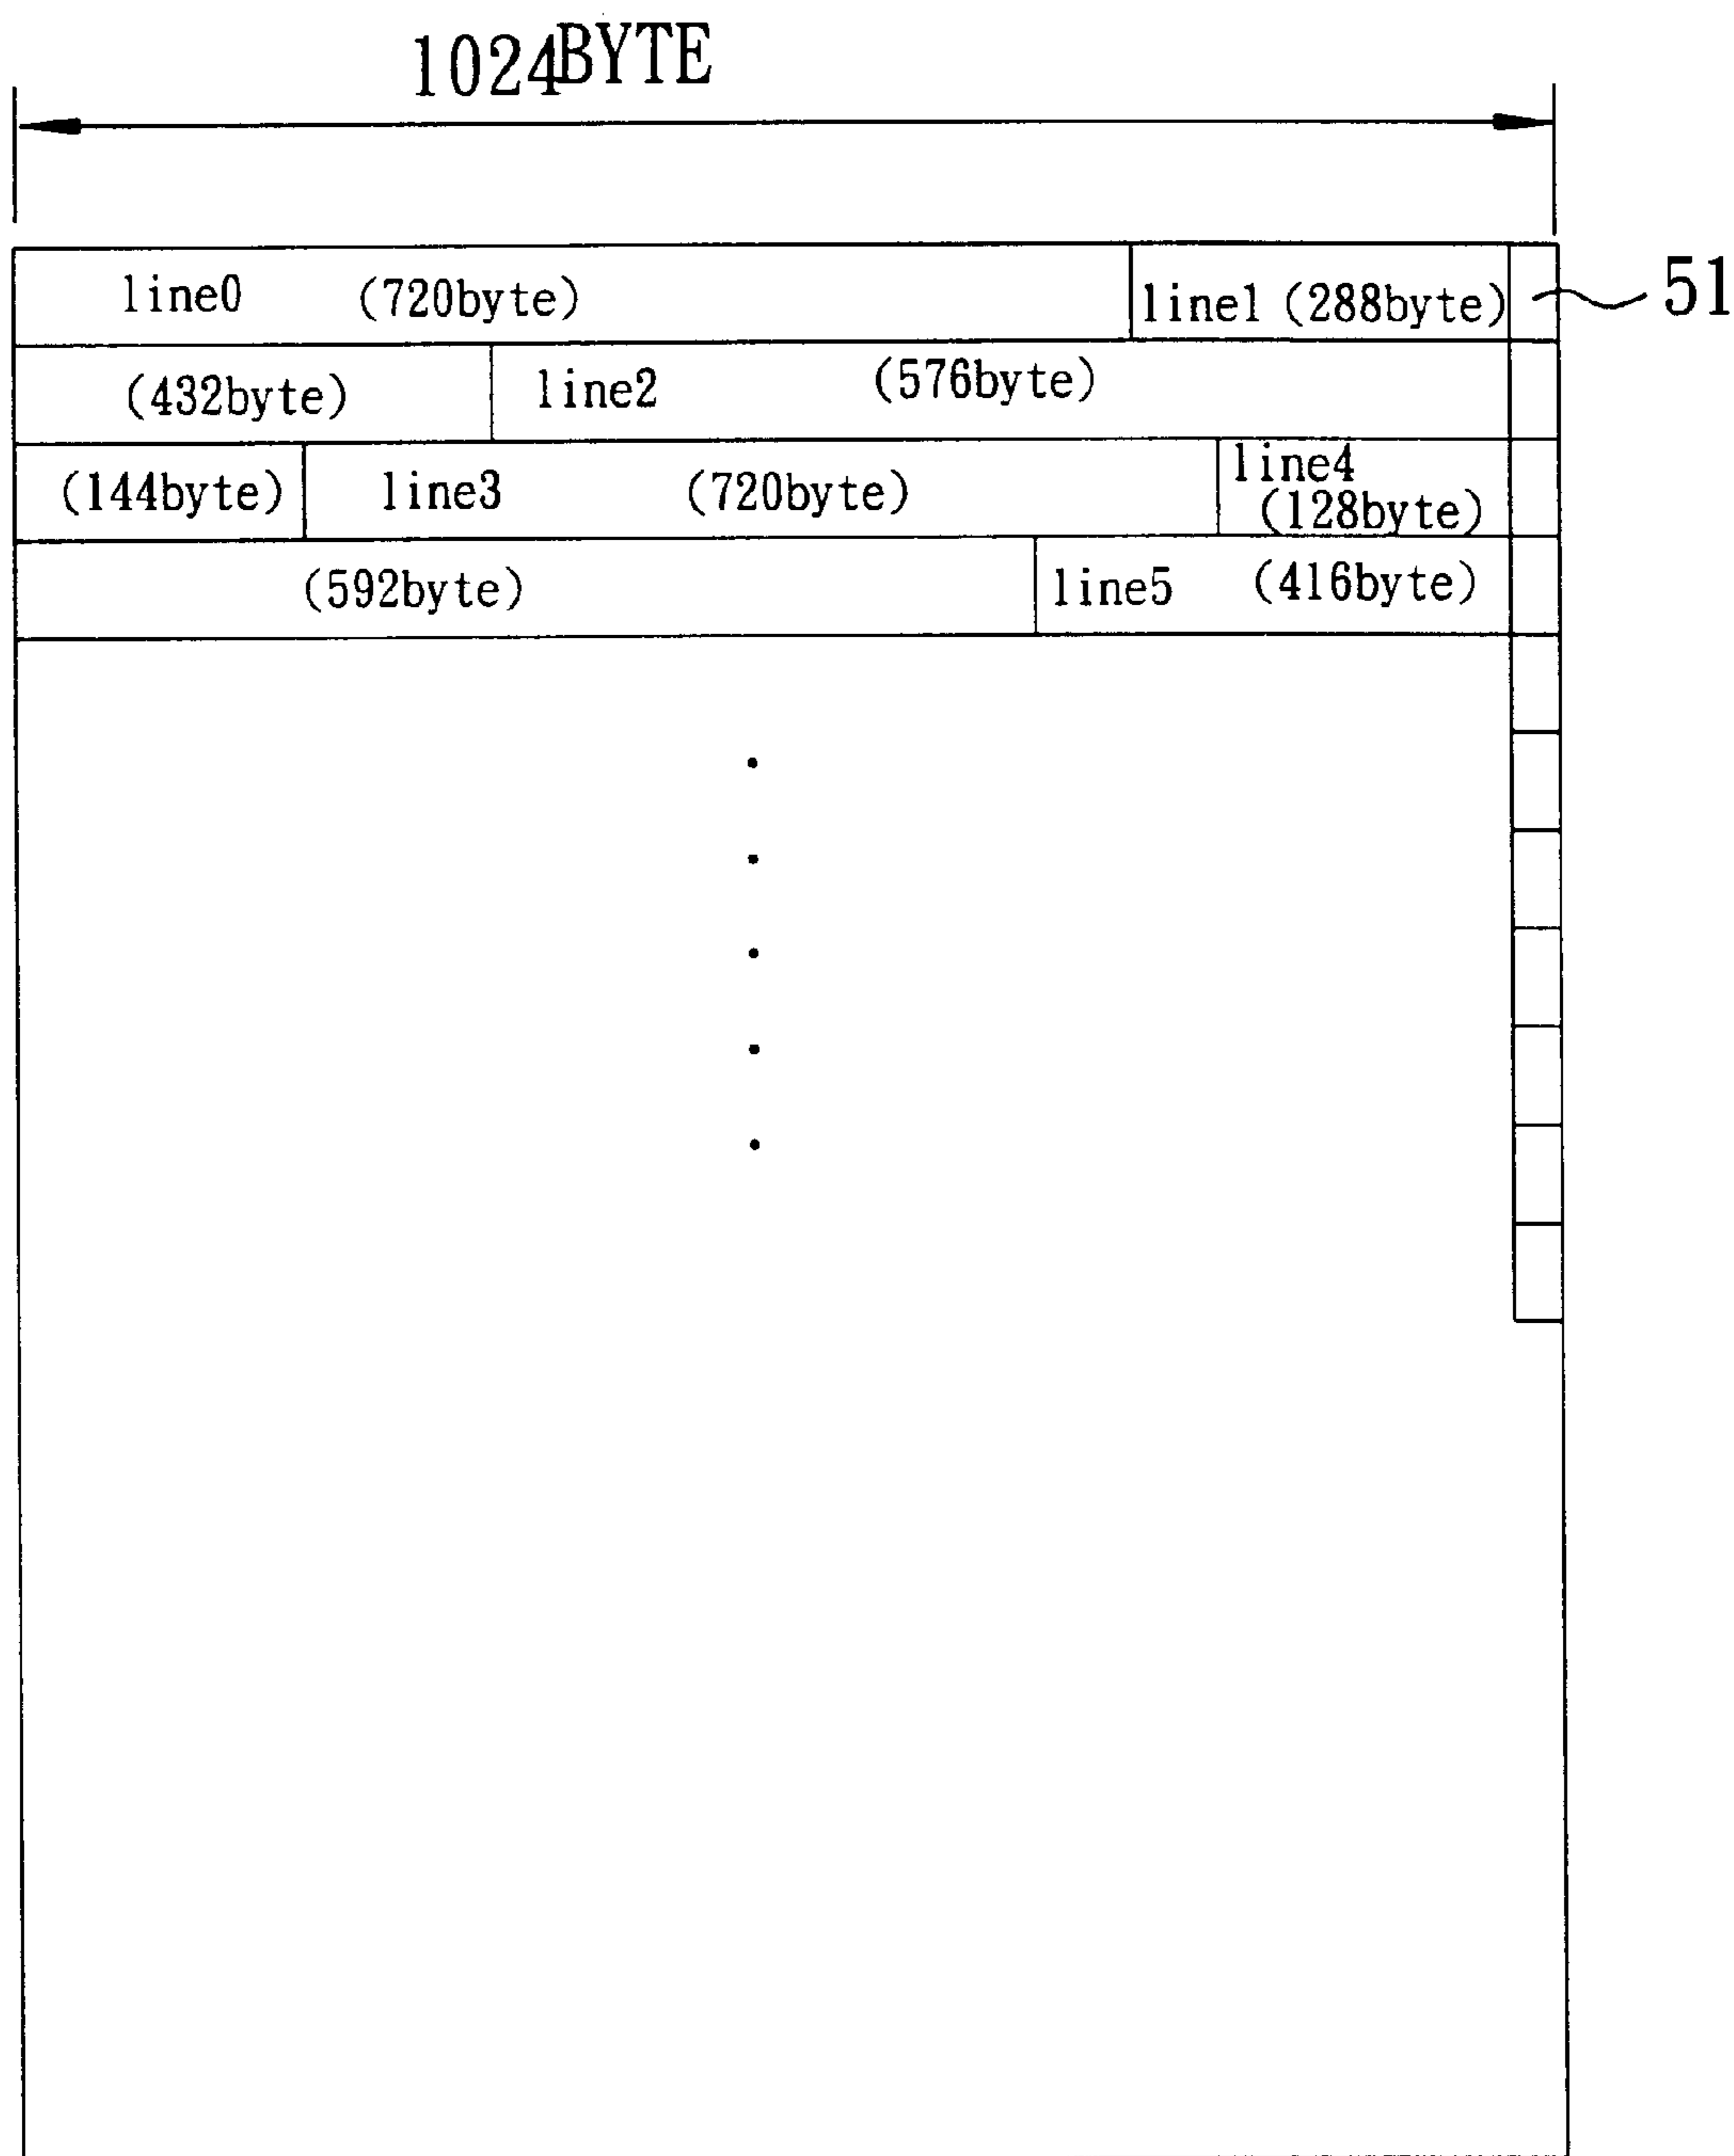 1024BYTE
line0 (720byte) line1 (288byte) 51
(432byte) line2 (576byte)
(144byte) line3 (720byte) line4
(128byte)
(592byte) line5 (416byte)